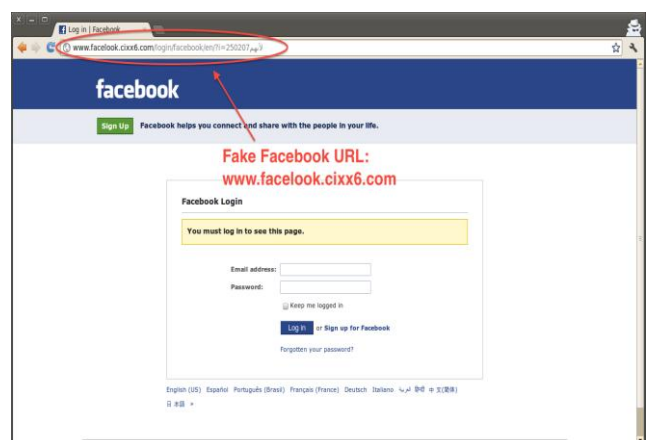 Log in | Facebook
www.facelook.cixx6.com/login/facebook/en/?i=250207
facebook
Sign Up Facebook helps you connect and share with the people in your life.
Fake Facebook URL:
www.facelook.cixx6.com
Facebook Login
You must log in to see this page.
Email address:
Password:
Keep me logged in
Log In or Sign up for Facebook
Forgotten your password?
English (US) Español Português (Brasil) Français (France) Deutsch Italiano العربية हिन्दी 中文(简体)
日本語 »